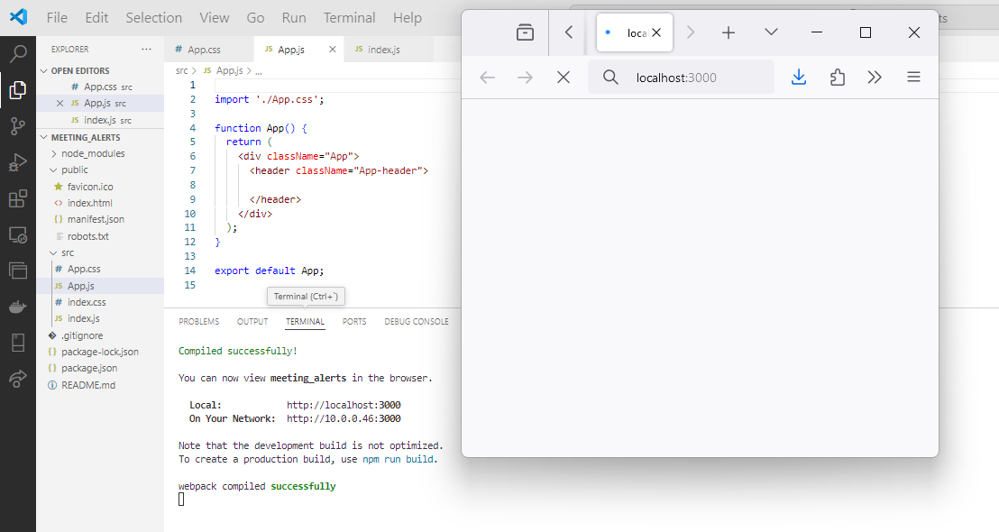 File Edit Selection View Go Run Terminal Help
ts
EXPLORER ...
OPEN EDITORS
# App.css src
JS App.js src
JS index.js src
MEETING_ALERTS
node_modules
public
favicon.ico
<> index.html
{} manifest.json
robots.txt
src
# App.css
JS App.js
# index.css
JS index.js
.gitignore
{} package-lock.json
{} package.json
README.md
# App.css
JS App.js
JS index.js
src > JS App.js > ...
1
2 import './App.css';
3
4 function App() {
5 return (
6 <div className="App">
7 <header className="App-header">
8
9 </header>
10 </div>
11 );
12 }
13
14 export default App;
15
Terminal (Ctrl+`)
PROBLEMS OUTPUT TERMINAL PORTS DEBUG CONSOLE
Compiled successfully!
You can now view meeting_alerts in the browser.
Local: http://localhost:3000
On Your Network: http://10.0.0.46:3000
Note that the development build is not optimized.
To create a production build, use npm run build.
webpack compiled successfully
loca
localhost:3000